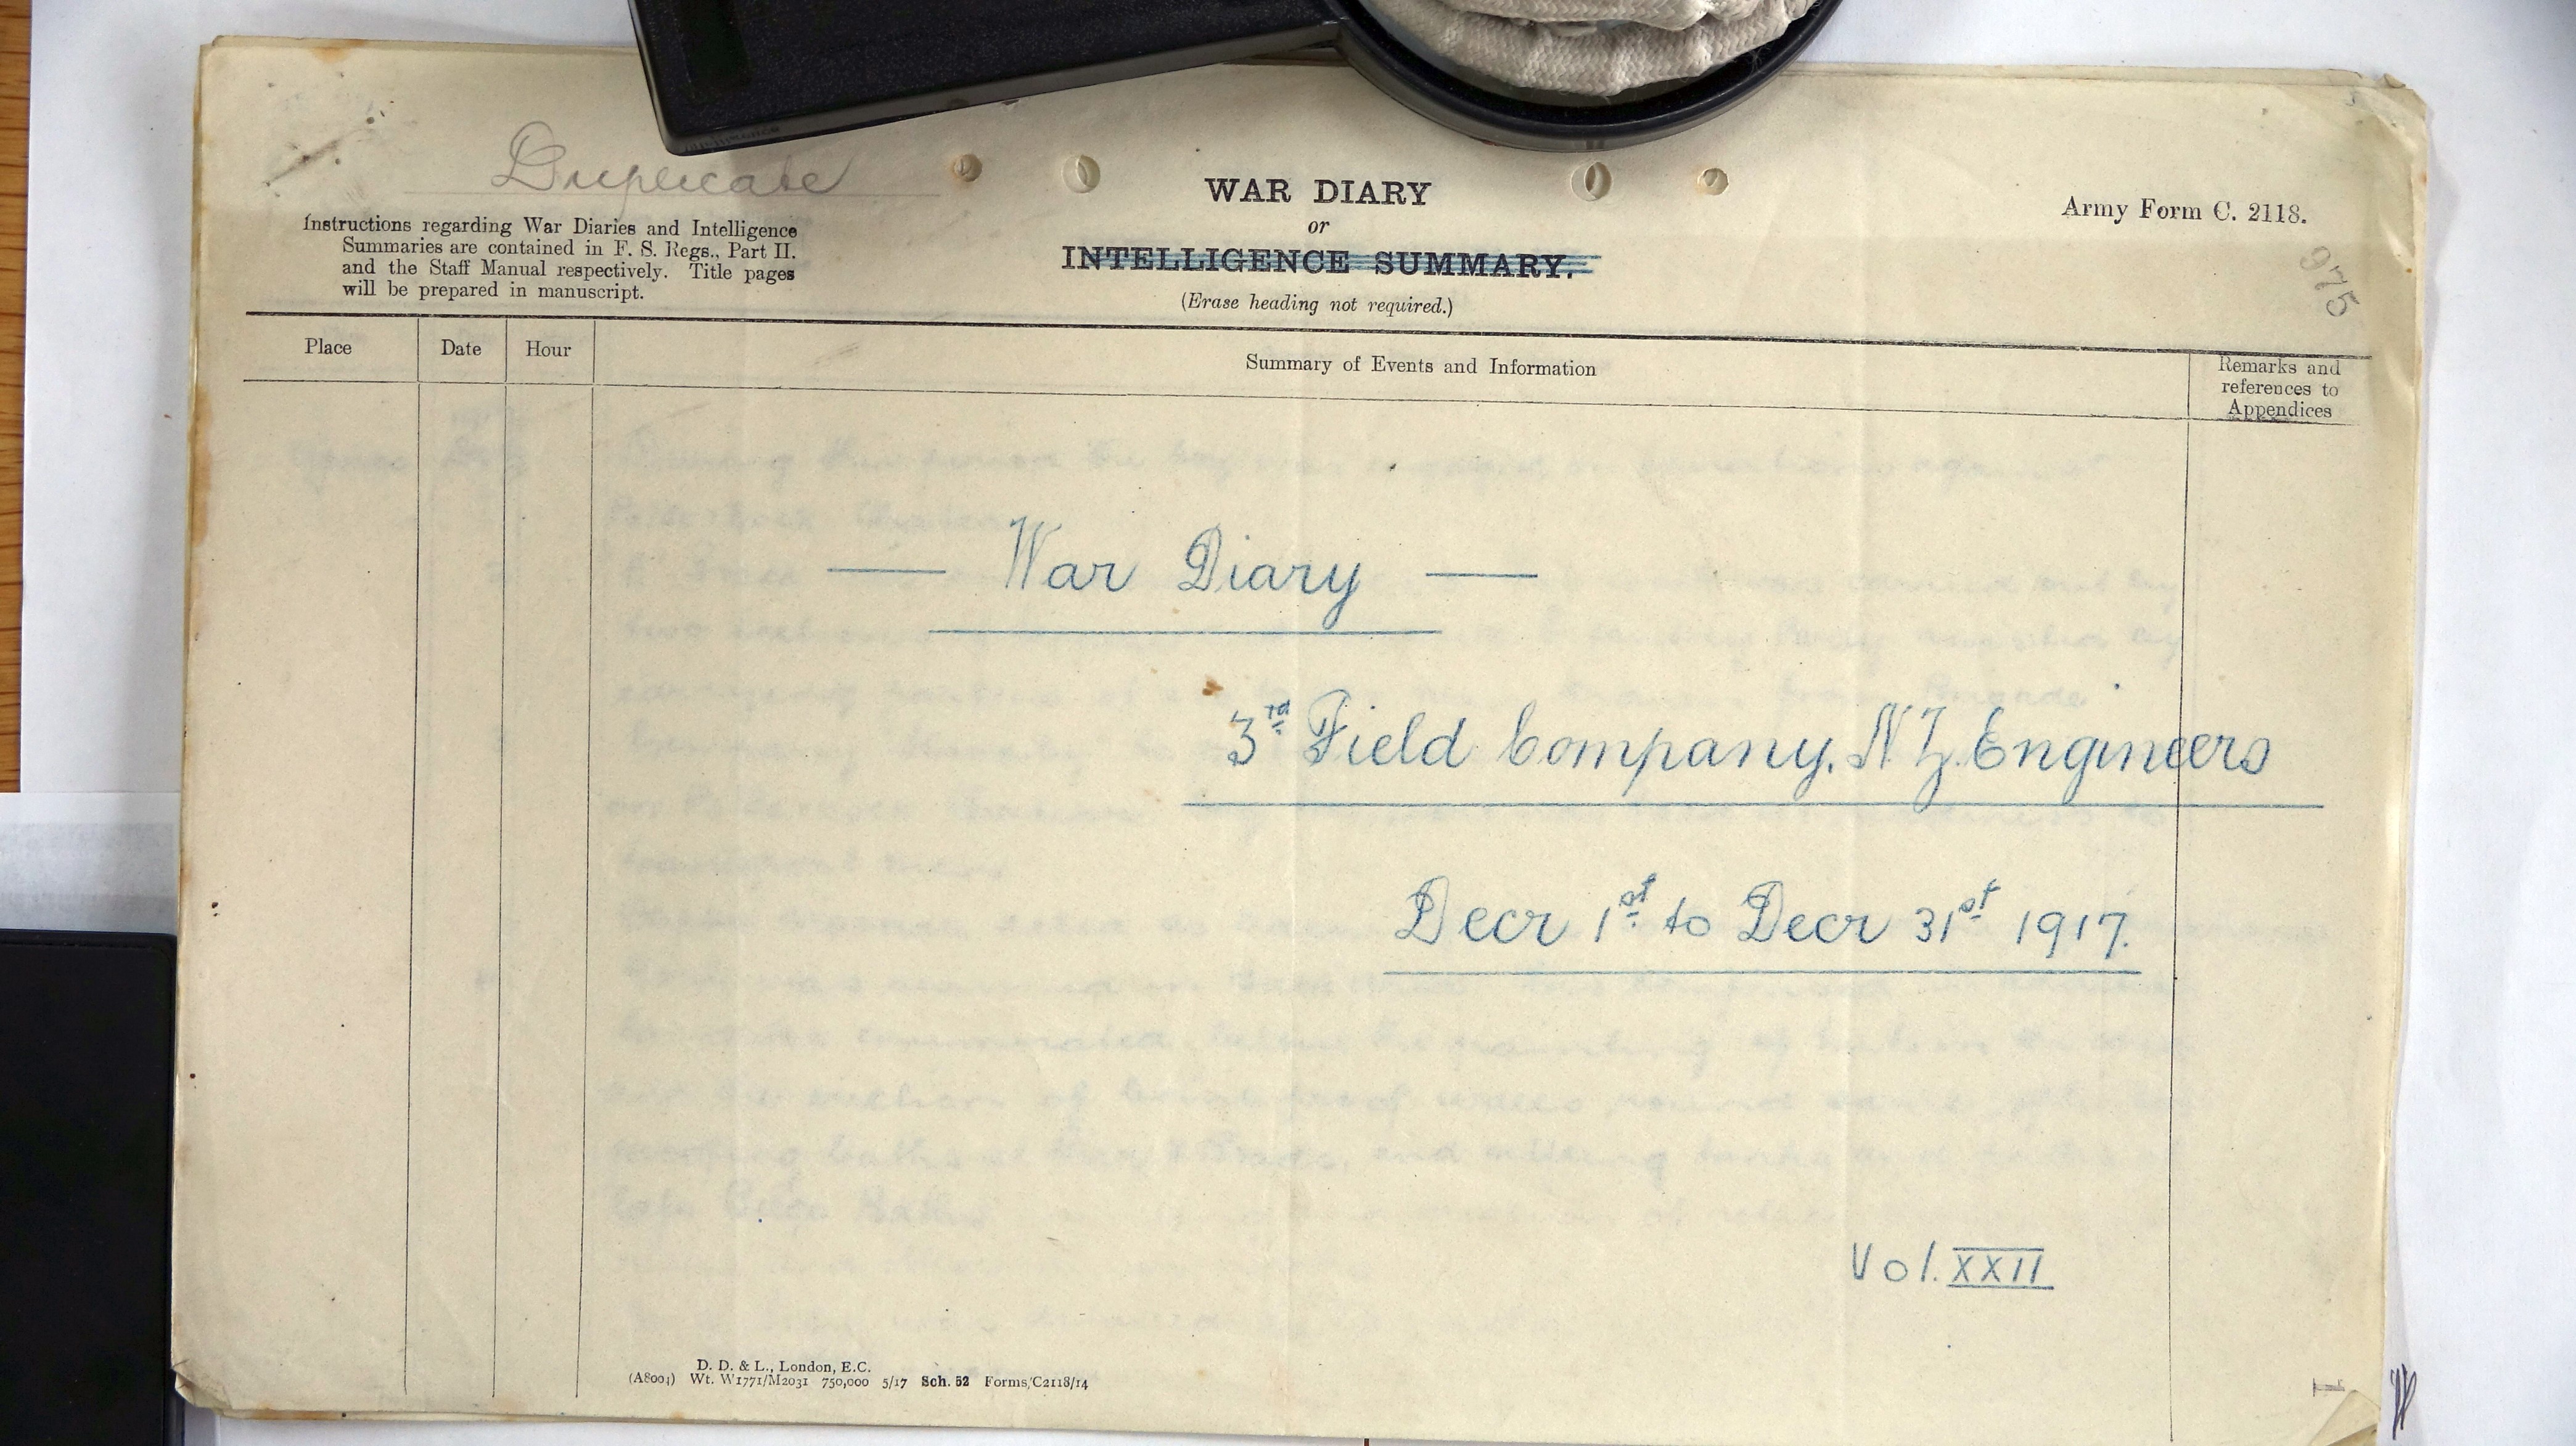 Duplicate
Instructions regarding War Diaries and Intelligence
Summaries are contained in F. S. Regs., Part II.
and the Staff Manual respectively. Title pages
will be prepared in manuscript.
WAR DIARY
or
INTELLIGENCE SUMMARY.
(Erase heading not required.)
Army Form C. 2118.
975
Place
Date
Hour
Summary of Events and Information
Remarks and
references to
Appendices
— War Diary —
3rd Field Company. N.Z. Engineers
Decr 1st to Decr 31st 1917.
Vol. XXII
D. D. & L., London, E.C.
(A8004) Wt. W1771/M2031 750,000 5/17 Sch. 52 Forms/C2118/14
1